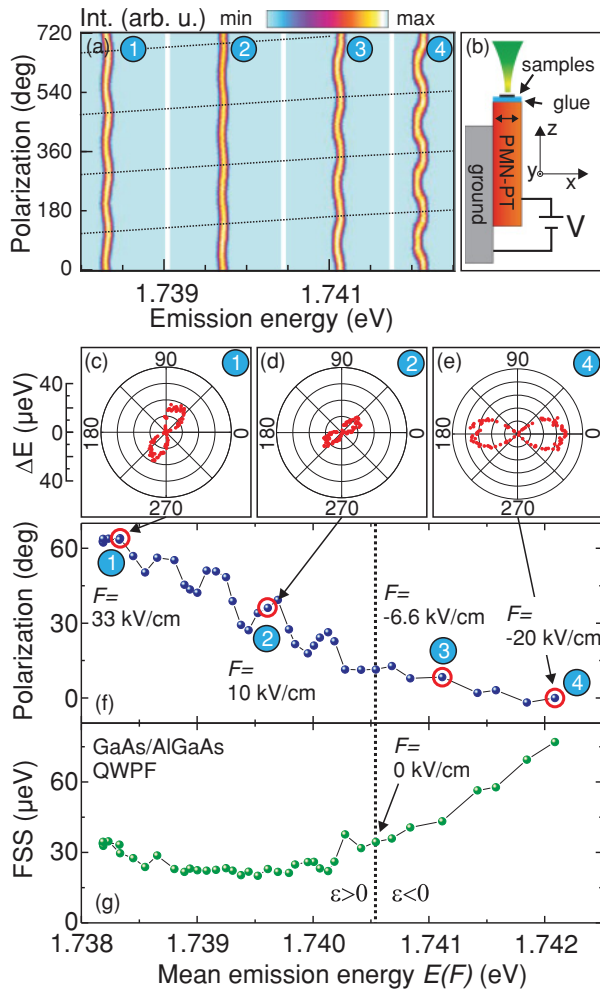 Int. (arb. u.) min max
720
540
360
180
0
Polarization (deg)
(a)
1
2
3
4
1.739
1.741
Emission energy (eV)
(b)
samples
glue
PMN-PT
ground
z
y
x
V
(c)
90
1
180
0
270
(d)
90
2
180
0
270
(e)
90
4
180
0
270
40
0
40
ΔE (µeV)
60
30
0
Polarization (deg)
1
F=
33 kV/cm
2
F=
10 kV/cm
F=
-6.6 kV/cm
3
F=
-20 kV/cm
4
(f)
GaAs/AlGaAs
QWPF
F=
0 kV/cm
60
30
0
FSS (µeV)
ε>0
ε<0
(g)
1.738
1.739
1.740
1.741
1.742
Mean emission energy E(F) (eV)